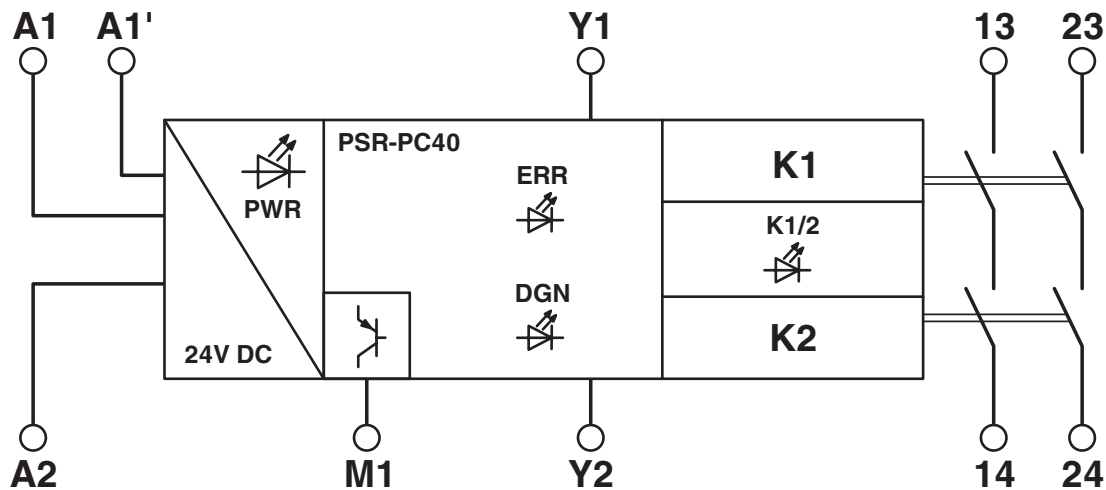 A1 A1' Y1 13 23
PSR-PC40
PWR
ERR
K1
K1/2
DGN
K2
24V DC
A2 M1 Y2 14 24